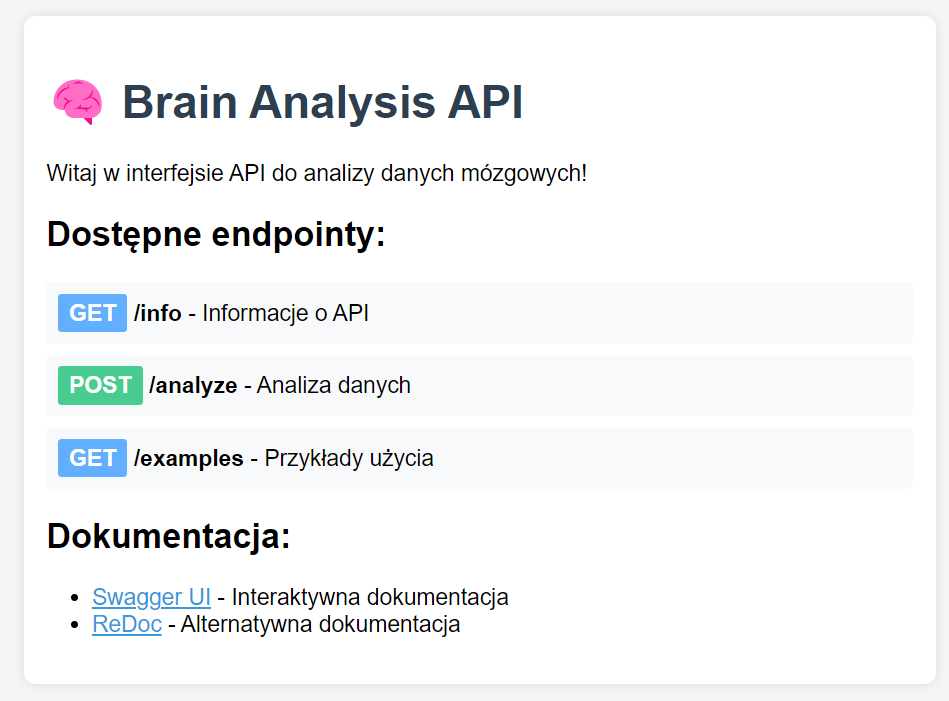 Brain Analysis API
Witaj w interfejsie API do analizy danych mózgowych!
Dostępne endpointy:
GET /info - Informacje o API
POST /analyze - Analiza danych
GET /examples - Przykłady użycia
Dokumentacja:
Swagger UI - Interaktywna dokumentacja
ReDoc - Alternatywna dokumentacja